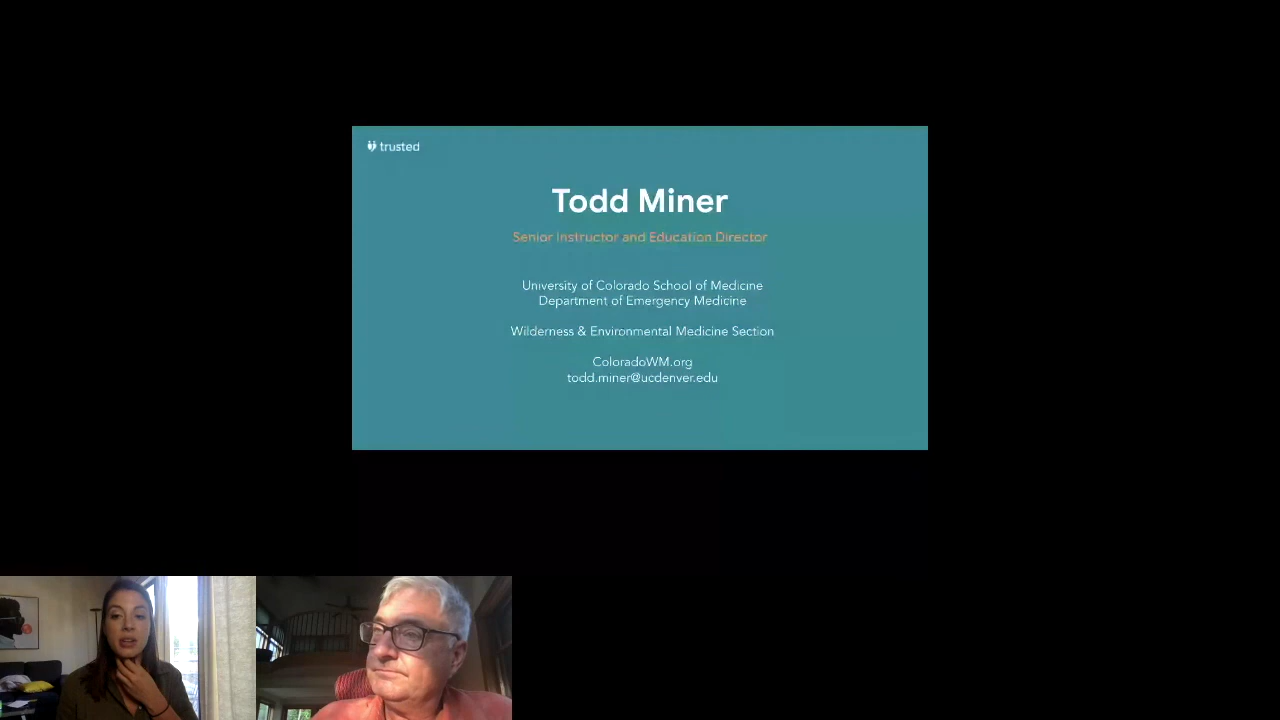 trusted
Todd Miner
Senior Instructor and Education Director
University of Colorado School of Medicine
Department of Emergency Medicine
Wilderness & Environmental Medicine Section
ColoradoWM.org
todd.miner@ucdenver.edu